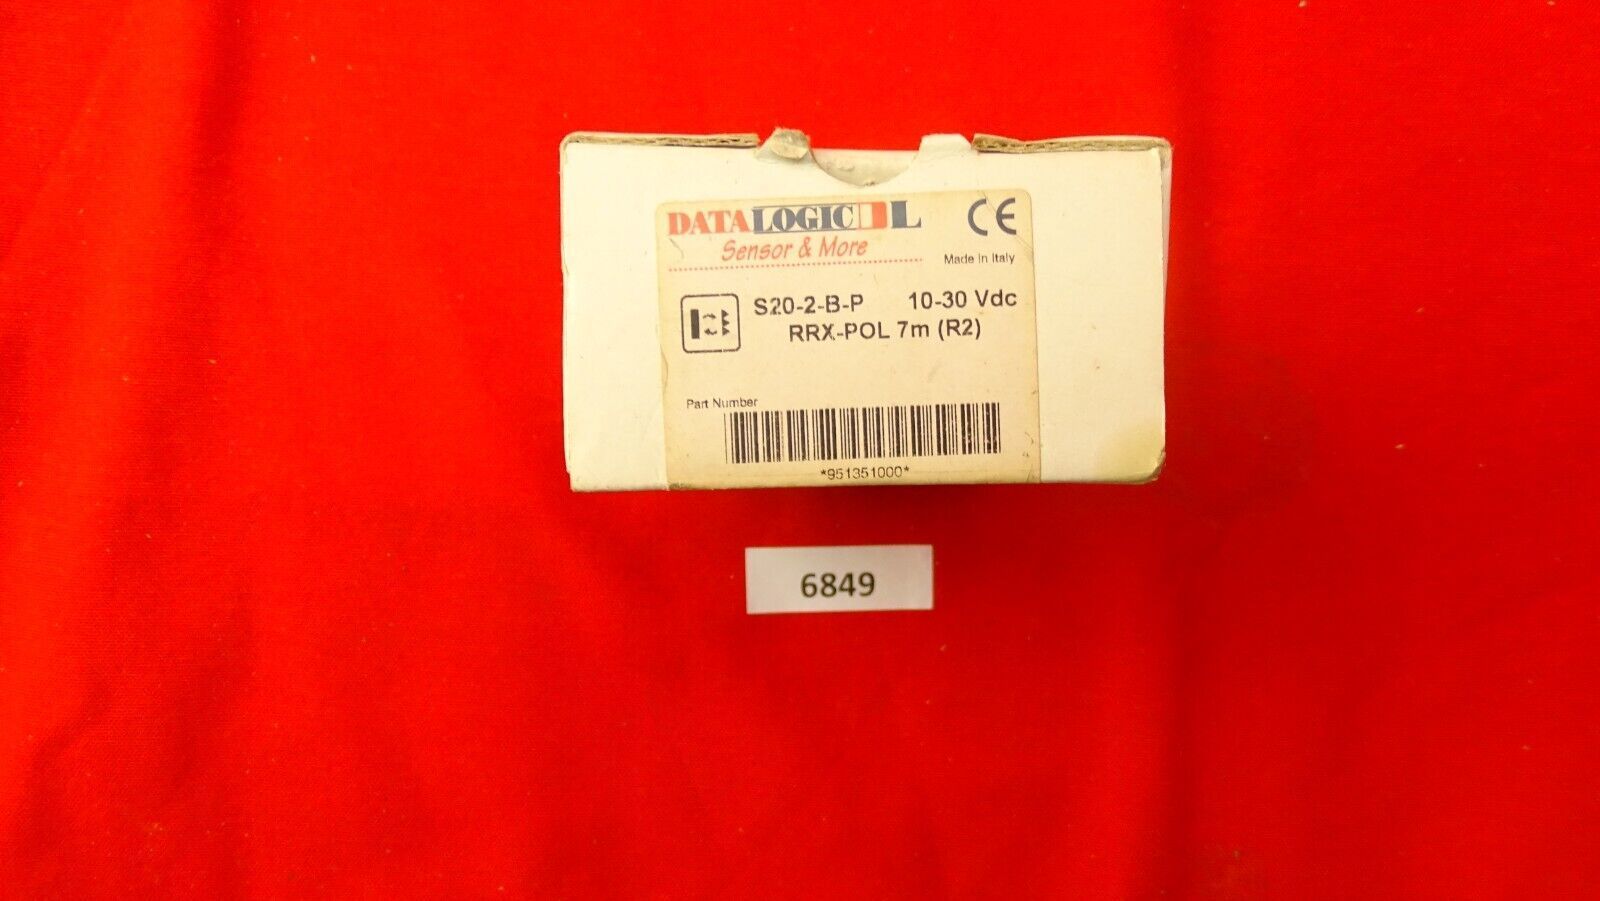 DATALOGIC DL
CE
Sensor & More
Made in Italy
S20-2-B-P 10-30 Vdc
RRX-POL 7m (R2)
Part Number
*951351000*
6849